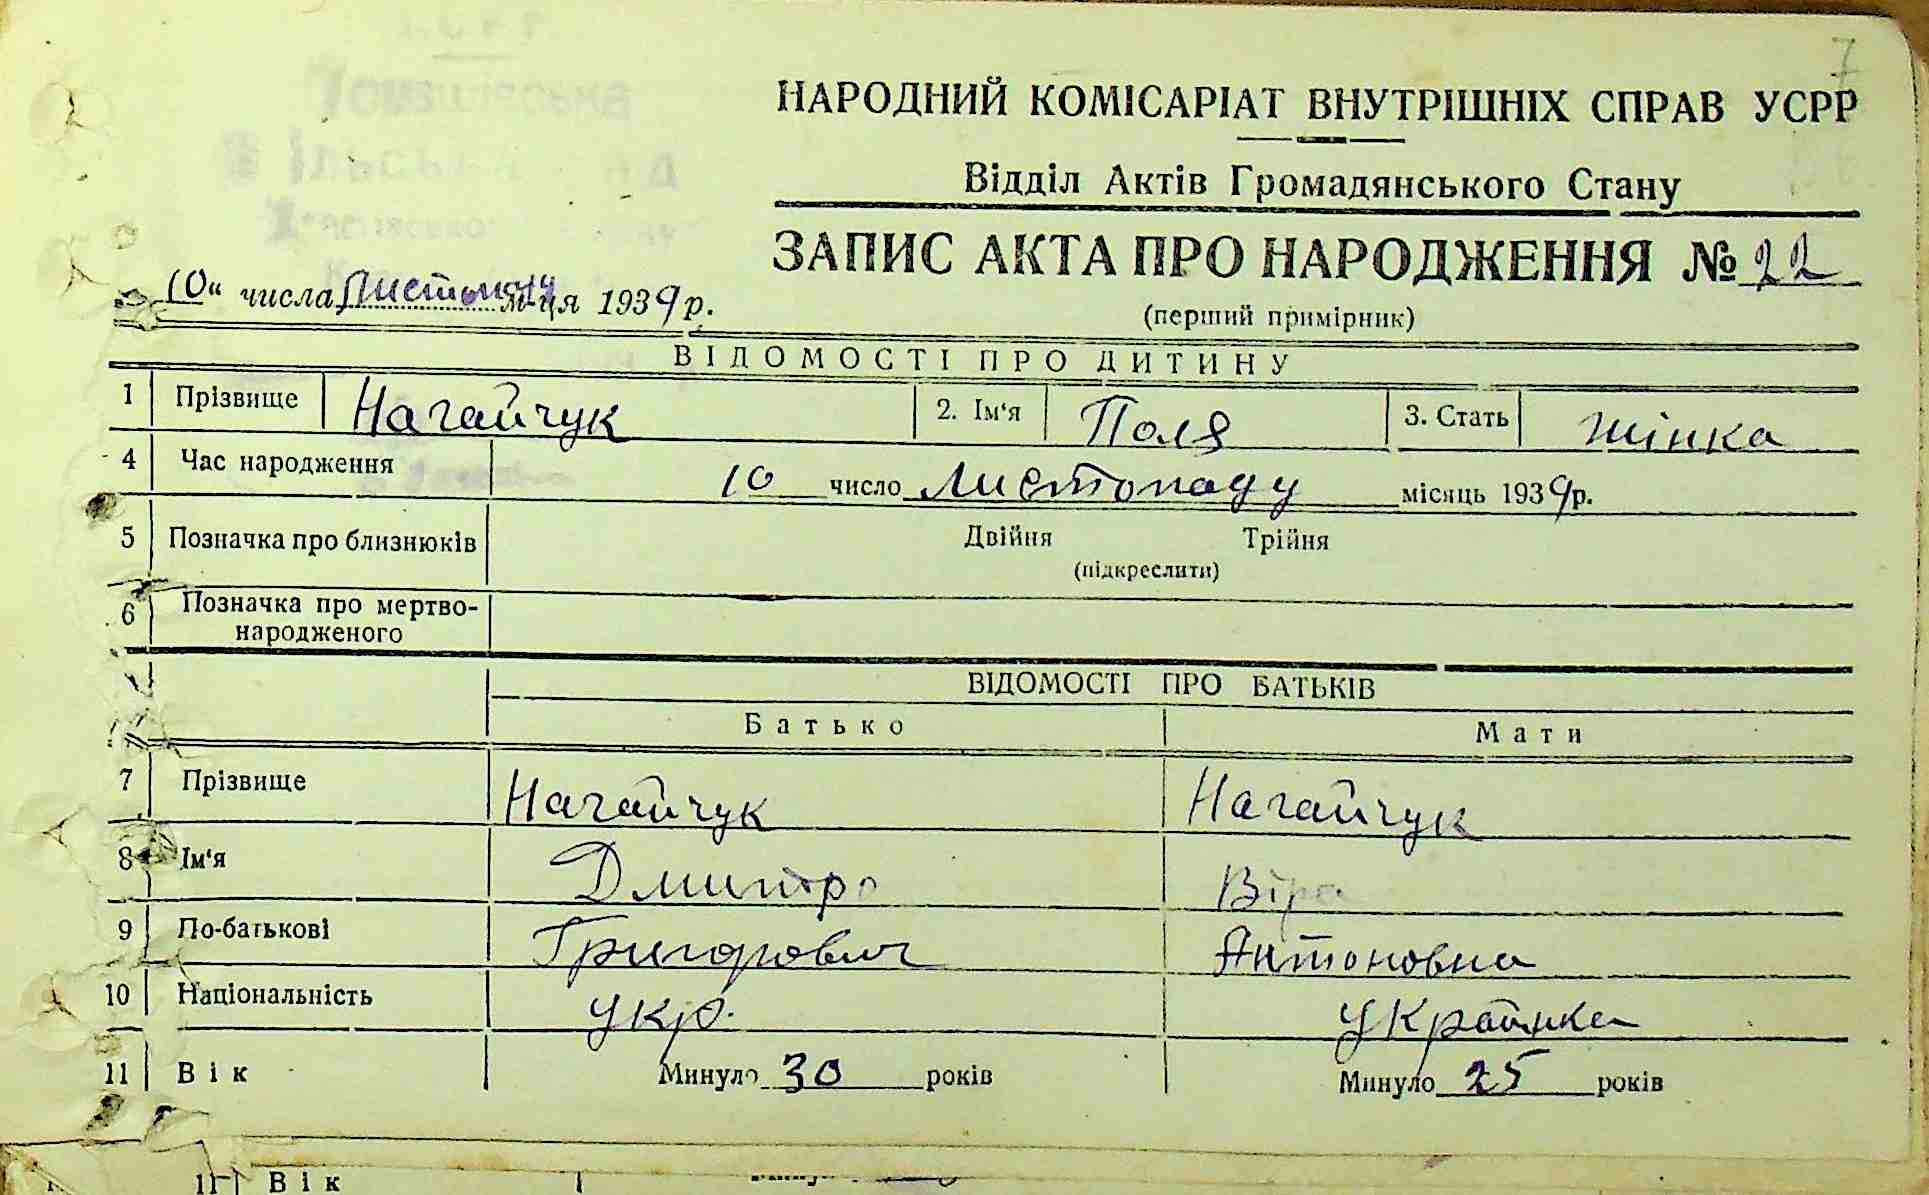 7
НАРОДНИЙ КОМІСАРІАТ ВНУТРІШНІХ СПРАВ УСРР
Відділ Актів Громадянського Стану
ЗАПИС АКТА ПРО НАРОДЖЕННЯ № 22
(перший примірник)
10" числа Листопаду м-ця 1939 р.
ВІДОМОСТІ ПРО ДИТИНУ
1 Прізвище Нагайчук 2. Ім'я Поля 3. Стать жінка
4 Час народження 10 число листопаду місяць 1939 р.
5 Позначка про близнюків Двійня Трійня
(підкреслити)
6 Позначка про мертво-
народженого
ВІДОМОСТІ ПРО БАТЬКІВ
Батько Мати
7 Прізвище Нагайчук Нагайчук
8 Ім'я Дмитро Віра
9 По-батькові Григорович Антоновна
10 Національність укр. Українка
11 Вік Минуло 30 років Минуло 25 років
11 Вік